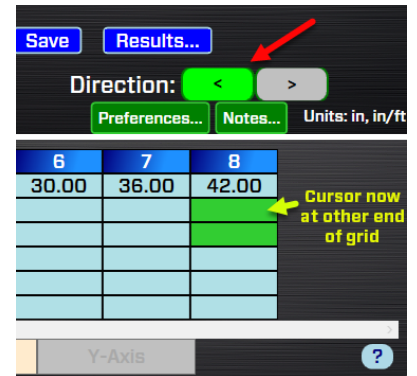 Save Results...
Direction: < >
Preferences... Notes... Units: in, in/ft
6 7 8
30.00 36.00 42.00
Cursor now
at other end
of grid
>
Y-Axis ?